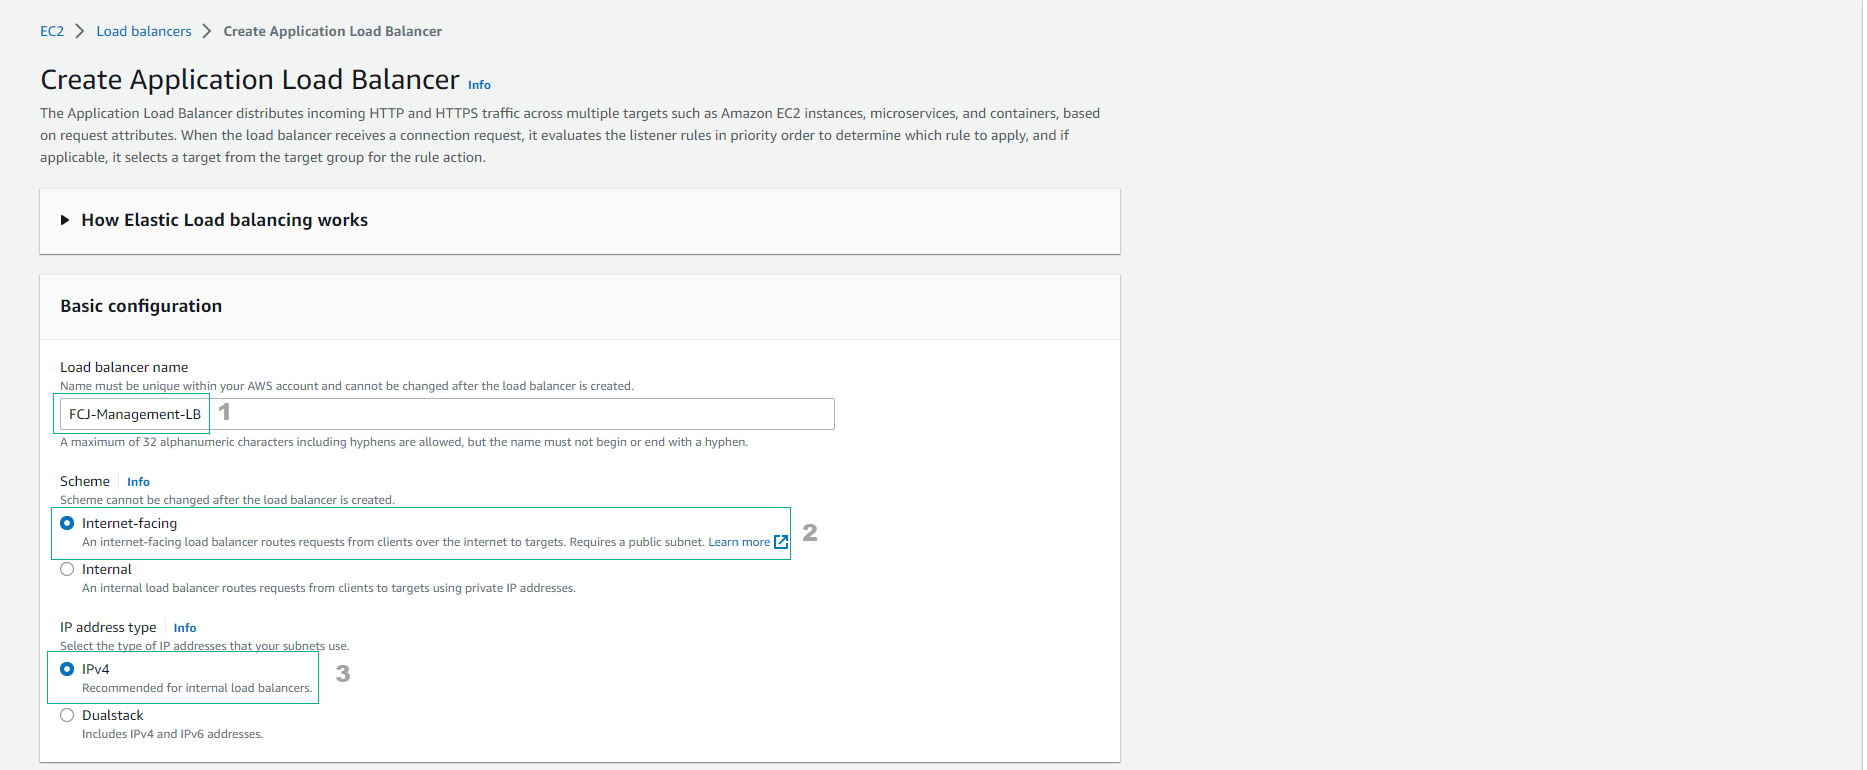 EC2 > Load balancers > Create Application Load Balancer
Create Application Load Balancer Info
The Application Load Balancer distributes incoming HTTP and HTTPS traffic across multiple targets such as Amazon EC2 instances, microservices, and containers, based
on request attributes. When the load balancer receives a connection request, it evaluates the listener rules in priority order to determine which rule to apply, and if
applicable, it selects a target from the target group for the rule action.
How Elastic Load balancing works
Basic configuration
Load balancer name
Name must be unique within your AWS account and cannot be changed after the load balancer is created.
FCJ-Management-LB 1
A maximum of 32 alphanumeric characters including hyphens are allowed, but the name must not begin or end with a hyphen.
Scheme Info
Scheme cannot be changed after the load balancer is created.
Internet-facing
An internet-facing load balancer routes requests from clients over the internet to targets. Requires a public subnet. Learn more 2
Internal
An internal load balancer routes requests from clients to targets using private IP addresses.
IP address type Info
Select the type of IP addresses that your subnets use.
IPv4 3
Recommended for internal load balancers.
Dualstack
Includes IPv4 and IPv6 addresses.